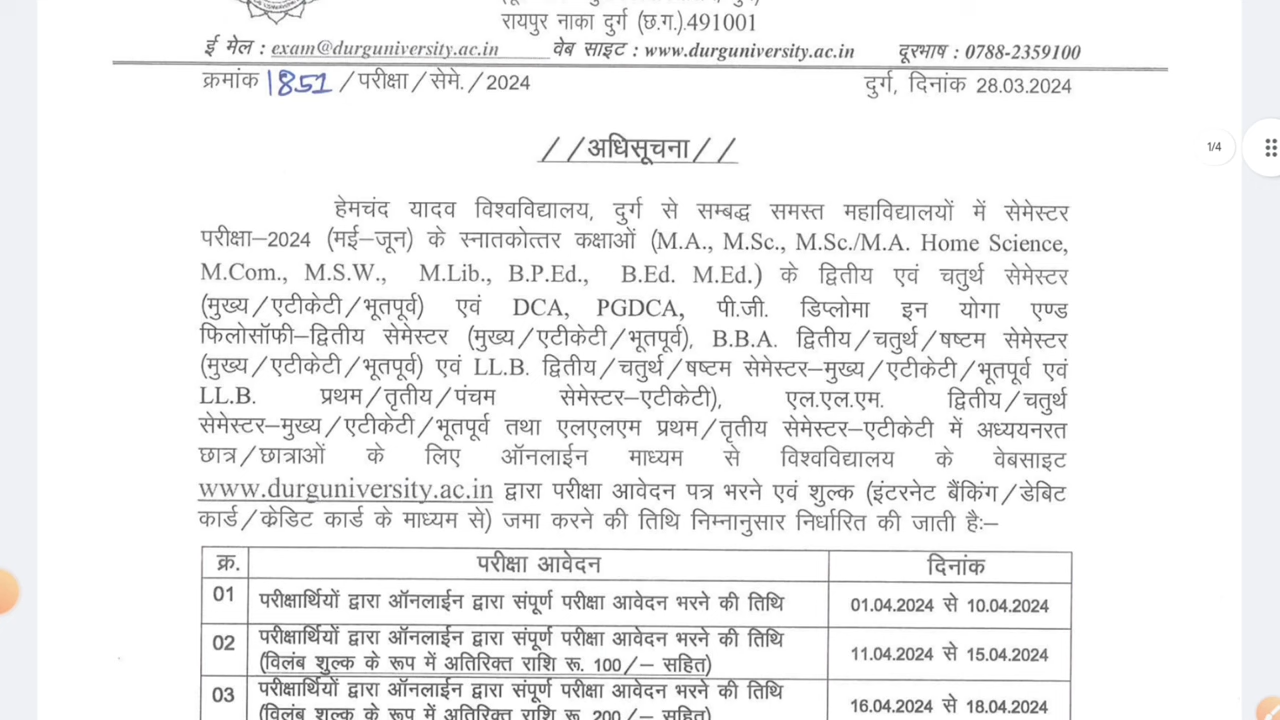 रायपुर नाका दुर्ग (छ.ग.) 491001
ई मेल : exam@durguniversity.ac.in वेब साइट : www.durguniversity.ac.in दूरभाष : 0788-2359100
क्रमांक 1851 /परीक्षा/सेमे./2024 दुर्ग, दिनांक 28.03.2024
//अधिसूचना//
1/4
हेमचंद यादव विश्वविद्यालय, दुर्ग से सम्बद्ध समस्त महाविद्यालयों में सेमेस्टर
परीक्षा–2024 (मई–जून) के स्नातकोत्तर कक्षाओं (M.A., M.Sc., M.Sc./M.A. Home Science,
M.Com., M.S.W., M.Lib., B.P.Ed., B.Ed. M.Ed.) के द्वितीय एवं चतुर्थ सेमेस्टर
(मुख्य/एटीकेटी/भूतपूर्व) एवं DCA, PGDCA, पी.जी. डिप्लोमा इन योगा एण्ड
फिलोसॉफी–द्वितीय सेमेस्टर (मुख्य/एटीकेटी/भूतपूर्व), B.B.A. द्वितीय/चतुर्थ/षष्टम सेमेस्टर
(मुख्य/एटीकेटी/भूतपूर्व) एवं LL.B. द्वितीय/चतुर्थ/षष्टम सेमेस्टर–मुख्य/एटीकेटी/भूतपूर्व एवं
LL.B. प्रथम/तृतीय/पंचम सेमेस्टर–एटीकेटी), एल.एल.एम. द्वितीय/चतुर्थ
सेमेस्टर–मुख्य/एटीकेटी/भूतपूर्व तथा एलएलएम प्रथम/तृतीय सेमेस्टर–एटीकेटी में अध्ययनरत
छात्र/छात्राओं के लिए ऑनलाईन माध्यम से विश्वविद्यालय के वेबसाइट
www.durguniversity.ac.in द्वारा परीक्षा आवेदन पत्र भरने एवं शुल्क (इंटरनेट बैंकिंग/डेबिट
कार्ड/क्रेडिट कार्ड के माध्यम से) जमा करने की तिथि निम्नानुसार निर्धारित की जाती है:–
क्र. परीक्षा आवेदन दिनांक
01 परीक्षार्थियों द्वारा ऑनलाईन द्वारा संपूर्ण परीक्षा आवेदन भरने की तिथि 01.04.2024 से 10.04.2024
02 परीक्षार्थियों द्वारा ऑनलाईन द्वारा संपूर्ण परीक्षा आवेदन भरने की तिथि
(विलंब शुल्क के रूप में अतिरिक्त राशि रू. 100/– सहित) 11.04.2024 से 15.04.2024
03 परीक्षार्थियों द्वारा ऑनलाईन द्वारा संपूर्ण परीक्षा आवेदन भरने की तिथि
(विलंब शुल्क के रूप में अतिरिक्त राशि रू. 200/– सहित) 16.04.2024 से 18.04.2024